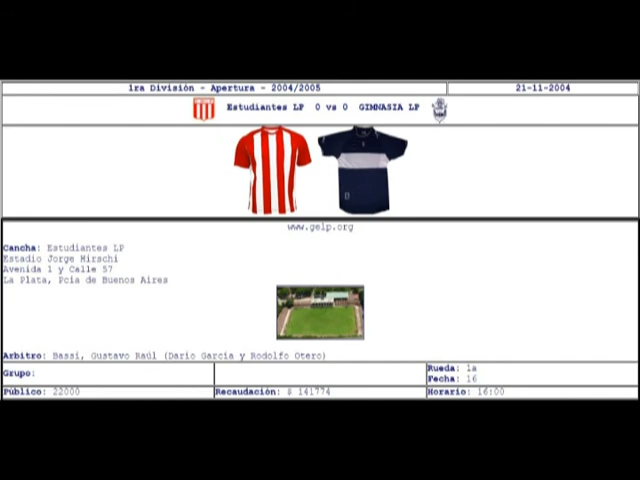 1ra División - Apertura - 2004/2005
21-11-2004
Estudiantes LP 0 vs 0 GIMNASIA LP
www.gelp.org
Cancha: Estudiantes LP
Estadio Jorge Hirschi
Avenida 1 y Calle 57
La Plata, Pcia de Buenos Aires
Arbitro: Bassi, Gustavo Raúl (Dario Garcia y Rodolfo Otero)
Grupo:
Rueda: 1a
Fecha: 16
Público: 22000
Recaudación: $ 141774
Horario: 16:00